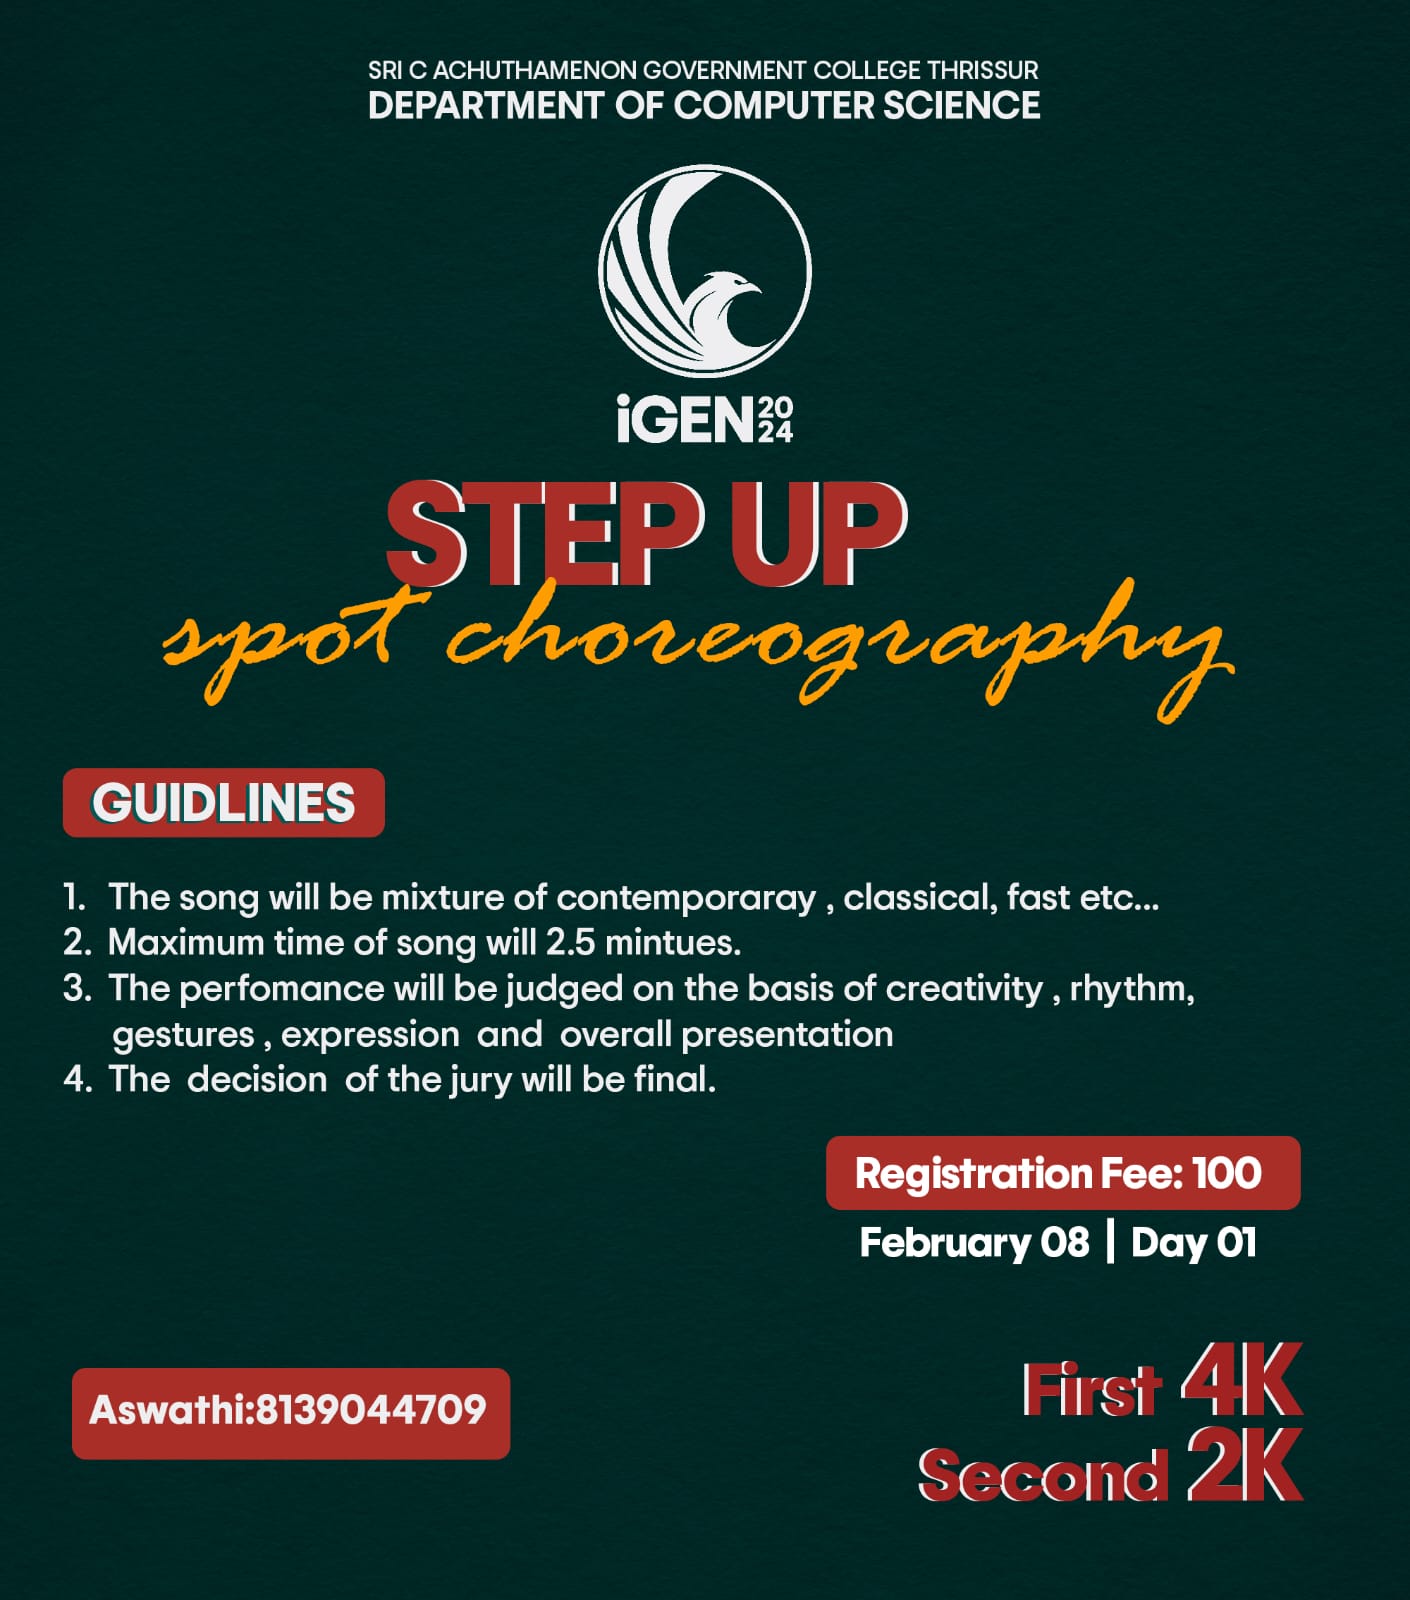 SRI C ACHUTHAMENON GOVERNMENT COLLEGE THRISSUR
DEPARTMENT OF COMPUTER SCIENCE
iGEN 2024
STEP UP
spot choreography
GUIDLINES
1. The song will be mixture of contemporaray , classical, fast etc...
2. Maximum time of song will 2.5 mintues.
3. The perfomance will be judged on the basis of creativity , rhythm,
gestures , expression and overall presentation
4. The decision of the jury will be final.
Registration Fee: 100
February 08 | Day 01
Aswathi:8139044709
First 4K
Second 2K